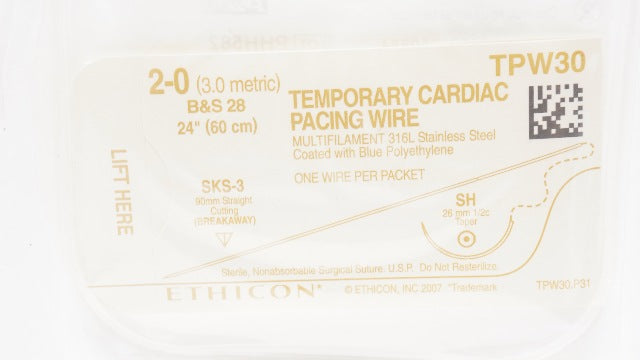 2-0 (3.0 metric)
B&S 28
24" (60 cm)
TPW30
TEMPORARY CARDIAC
PACING WIRE
MULTIFILAMENT 316L Stainless Steel
Coated with Blue Polyethylene
ONE WIRE PER PACKET
LIFT HERE
SKS-3
90mm Straight
Cutting
(BREAKAWAY)
SH
26 mm 1/2c
Taper
Sterile, Nonabsorbable Surgical Suture. U.S.P. Do Not Resterilize.
ETHICON*
© ETHICON, INC 2007 *Trademark
TPW30.P31